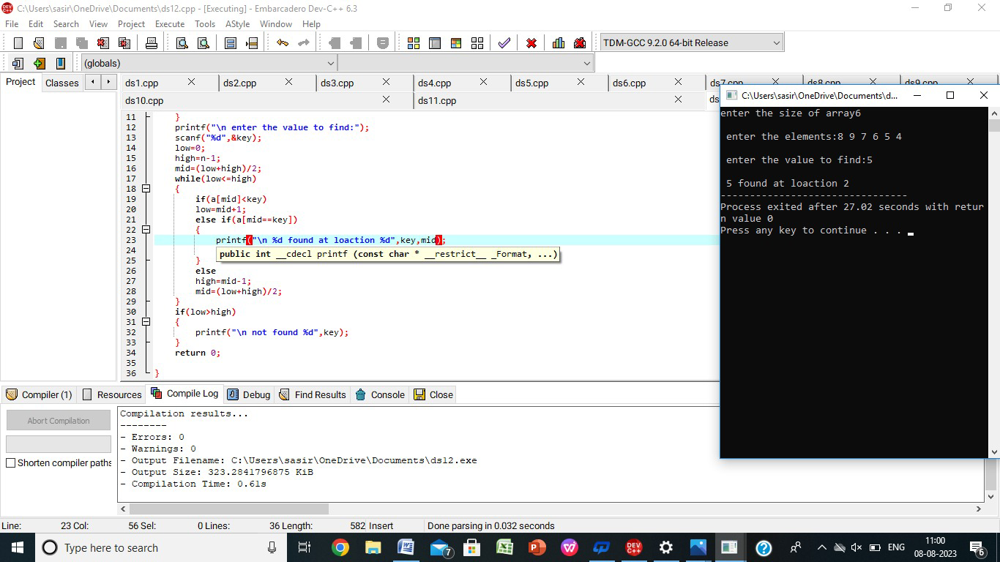 C:\Users\sasir\OneDrive\Documents\ds12.cpp - [Executing] - Embarcadero Dev-C++ 6.3
File Edit Search View Project Execute Tools AStyle Window Help
TDM-GCC 9.2.0 64-bit Release
(globals)
Project Classes
ds1.cpp ds2.cpp ds3.cpp ds4.cpp ds5.cpp ds6.cpp ds7.cpp ds8.cpp ds9.cpp
ds10.cpp ds11.cpp ds
11 }
12 printf("\n enter the value to find:");
13 scanf("%d",&key);
14 low=0;
15 high=n-1;
16 mid=(low+high)/2;
17 while(low<=high)
18 {
19 if(a[mid]<key)
20 low=mid+1;
21 else if(a[mid==key])
22 {
23 printf("\n %d found at loaction %d",key,mid);
24
public int __cdecl printf (const char * __restrict__ _Format, ...)
25 }
26 else
27 high=mid-1;
28 mid=(low+high)/2;
29 }
30 if(low>high)
31 {
32 printf("\n not found %d",key);
33 }
34 return 0;
35
36 }
C:\Users\sasir\OneDrive\Documents\d...
enter the size of array6
enter the elements:8 9 7 6 5 4
enter the value to find:5
5 found at loaction 2
--------------------------------
Process exited after 27.02 seconds with retur
n value 0
Press any key to continue . . .
Compiler (1) Resources Compile Log Debug Find Results Console Close
Abort Compilation
Shorten compiler paths
Compilation results...
--------
- Errors: 0
- Warnings: 0
- Output Filename: C:\Users\sasir\OneDrive\Documents\ds12.exe
- Output Size: 323.2841796875 KiB
- Compilation Time: 0.61s
Line: 23 Col: 56 Sel: 0 Lines: 36 Length: 582 Insert Done parsing in 0.032 seconds
Type here to search
7
DEV C++
ENG
11:00
08-08-2023
6